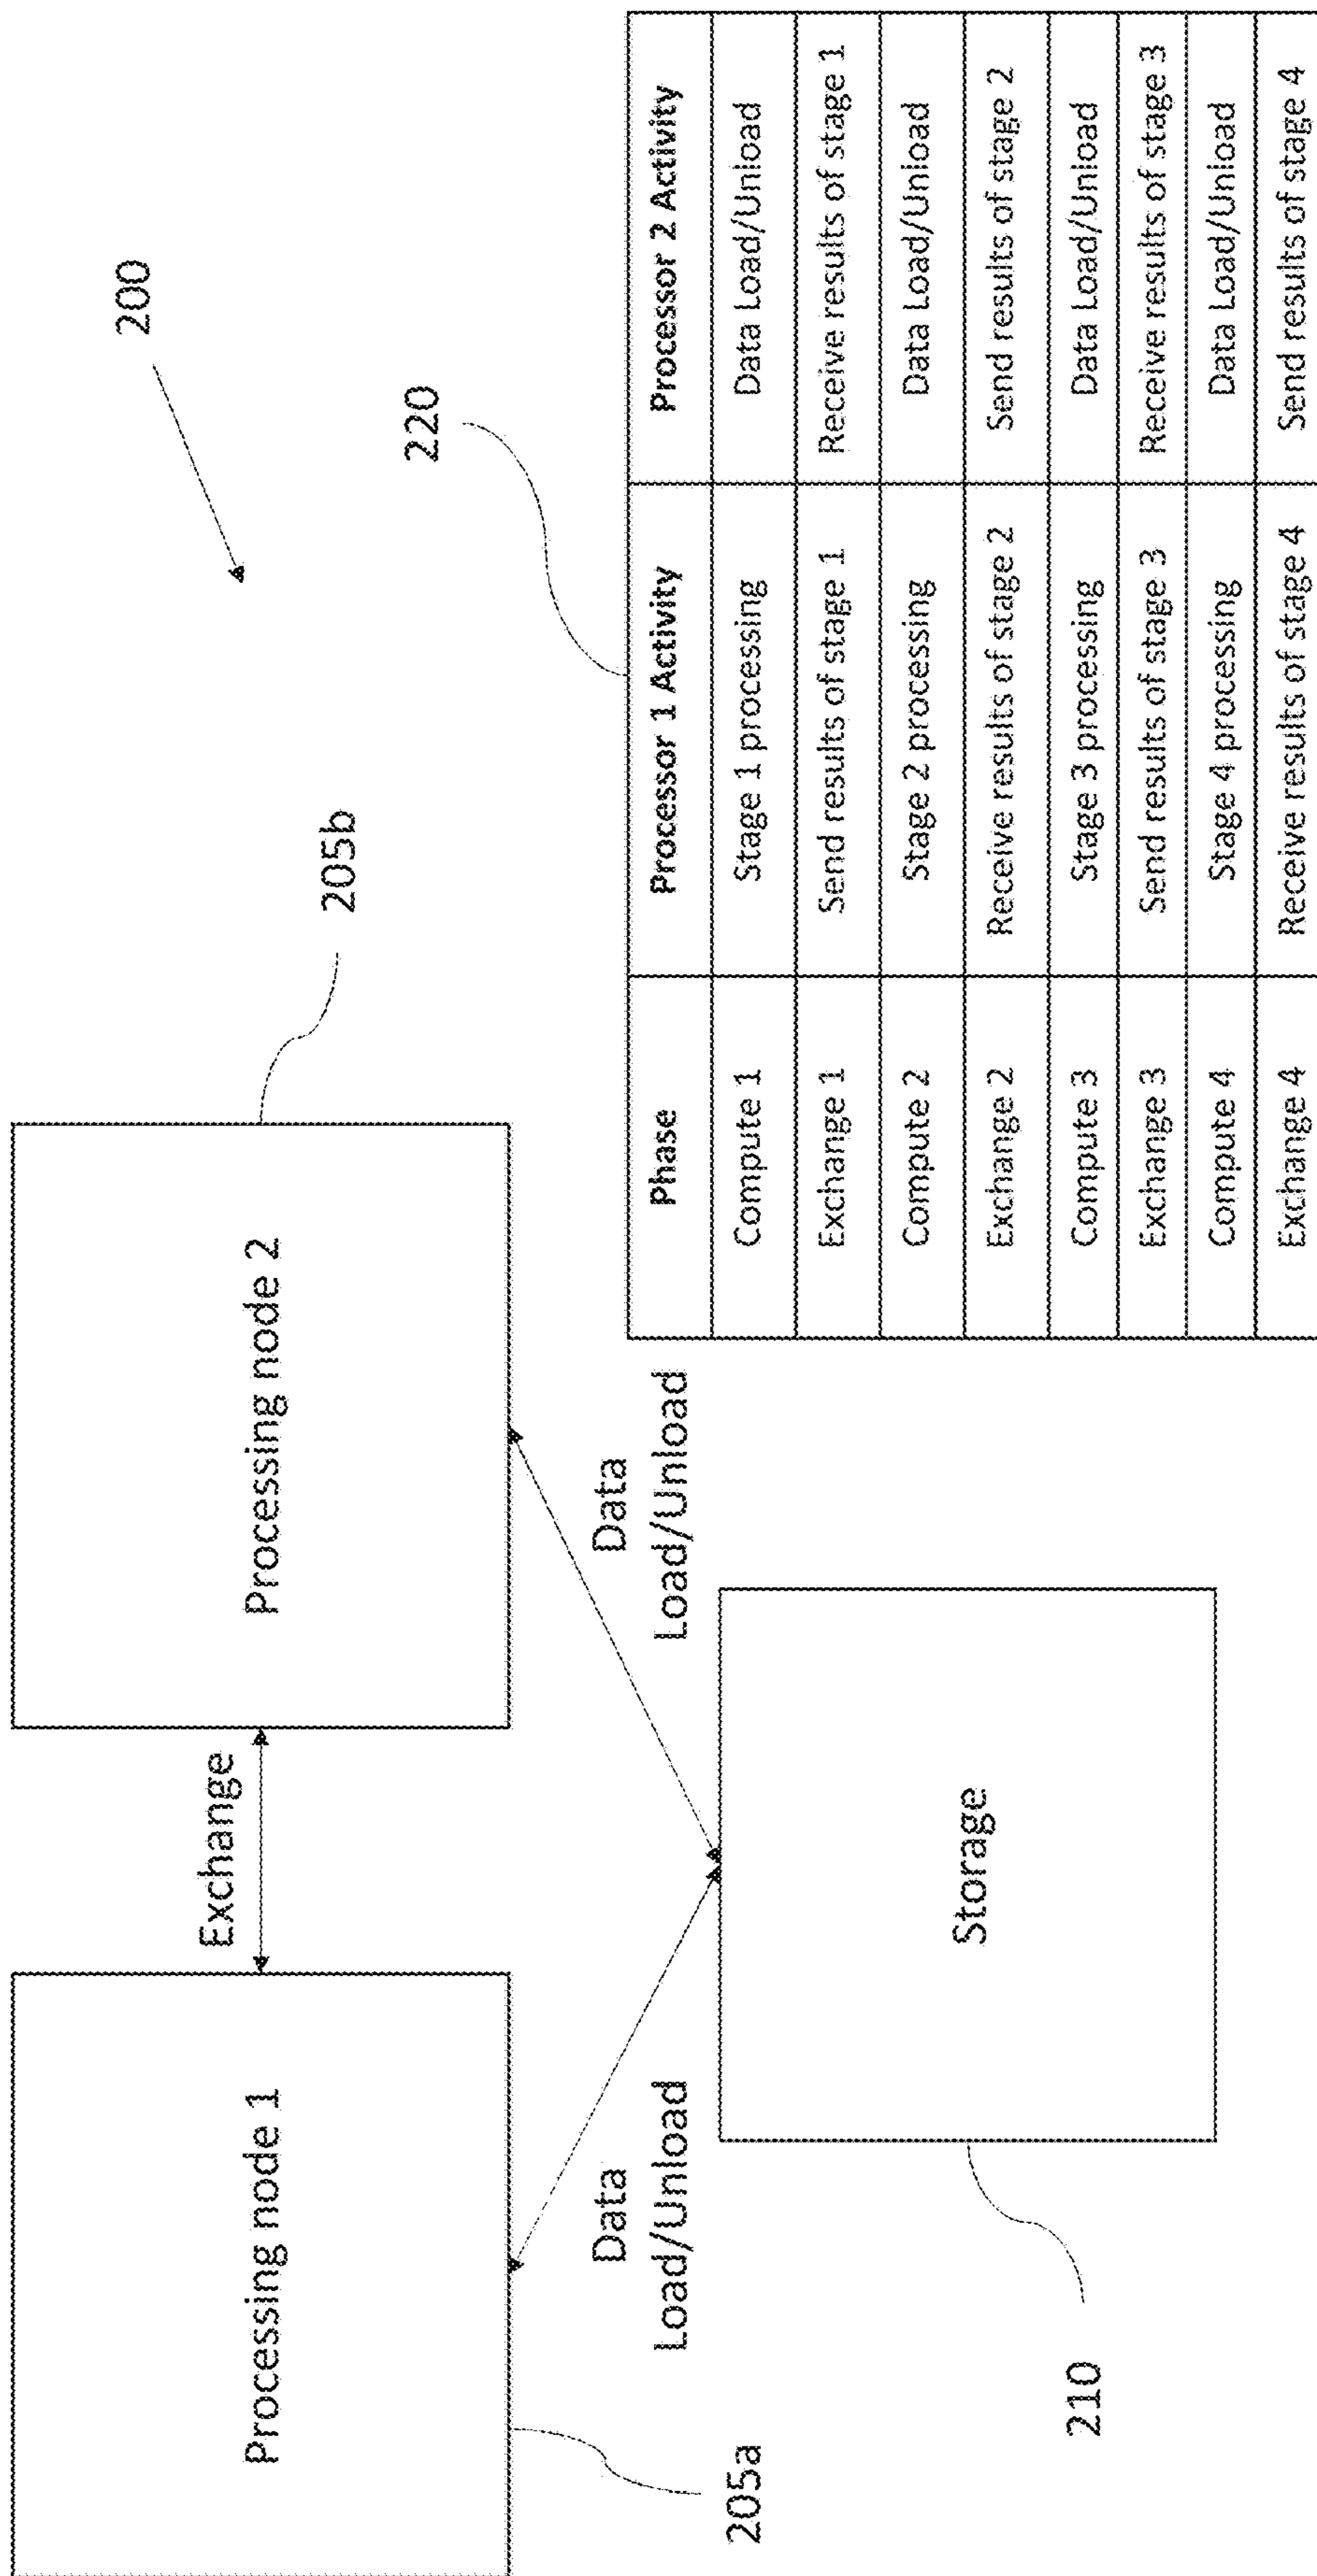 200
Processing node 1
Exchange
Processing node 2
205a
205b
Data
Load/Unload
Data
Load/Unload
Storage
210
220
Phase Processor 1 Activity Processor 2 Activity
Compute 1 Stage 1 processing Data Load/Unload
Exchange 1 Send results of stage 1 Receive results of stage 1
Compute 2 Stage 2 processing Data Load/Unload
Exchange 2 Receive results of stage 2 Send results of stage 2
Compute 3 Stage 3 processing Data Load/Unload
Exchange 3 Send results of stage 3 Receive results of stage 3
Compute 4 Stage 4 processing Data Load/Unload
Exchange 4 Receive results of stage 4 Send results of stage 4